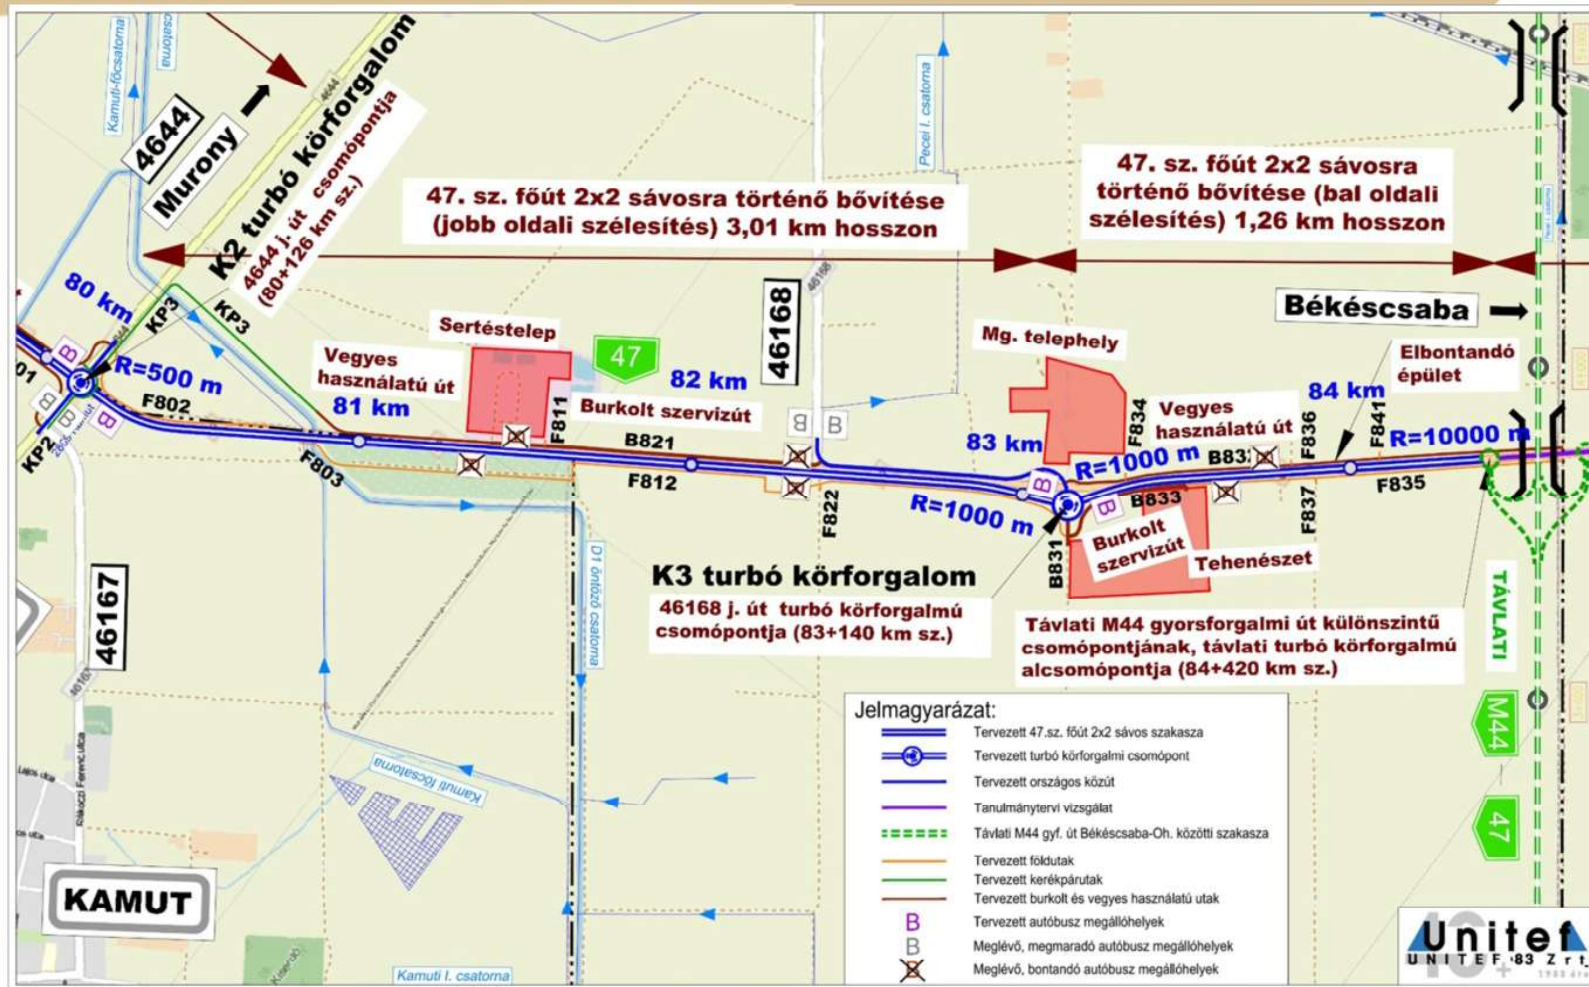 Kamuti-főcsatorna
csatorna
4644
4644
Murony
K2 turbó körforgalom
4644 j. út csomópontja
(80+126 km sz.)
Pecei I. csatorna
47. sz. főút 2x2 sávosra történő bővítése
(jobb oldali szélesítés) 3,01 km hosszon
47. sz. főút 2x2 sávosra
történő bővítése (bal oldali
szélesítés) 1,26 km hosszon
80 km
KP3
KP3
46168
46168
Békéscsaba
Sertéstelep
47
Mg. telephely
Elbontandó
épület
R=500 m
Vegyes
használatú út
82 km
84 km
F802
81 km
F811
Burkolt szervizút
B B
83 km
F834
Vegyes
használatú út
F836
F841
R=10000 m
B
B
B
B
KP2
F803
B821
F812
F822
R=1000 m
B
R=1000 m
B
B833
F837
F835
B831
Burkolt
szervizút
Tehenészet
D1 öntöző csatorna
K3 turbó körforgalom
46168 j. út turbó körforgalmú
csomópontja (83+140 km sz.)
Távlati M44 gyorsforgalmi út különszintű
csomópontjának, távlati turbó körforgalmú
alcsomópontja (84+420 km sz.)
TÁVLATI
M44
47
46167
Kamuti főcsatorna
Rákóczi Ferenc utca
KAMUT
Kamuti I. csatorna
Jelmagyarázat:
Tervezett 47.sz. főút 2x2 sávos szakasza
Tervezett turbó körforgalmi csomópont
Tervezett országos közút
Tanulmánytervi vizsgálat
Távlati M44 gyf. út Békéscsaba-Oh. közötti szakasza
Tervezett földutak
Tervezett kerékpárutak
Tervezett burkolt és vegyes használatú utak
B Tervezett autóbusz megállóhelyek
B Meglévő, megmaradó autóbusz megállóhelyek
B Meglévő, bontandó autóbusz megállóhelyek
Unitef
UNITEF '83 Zrt.